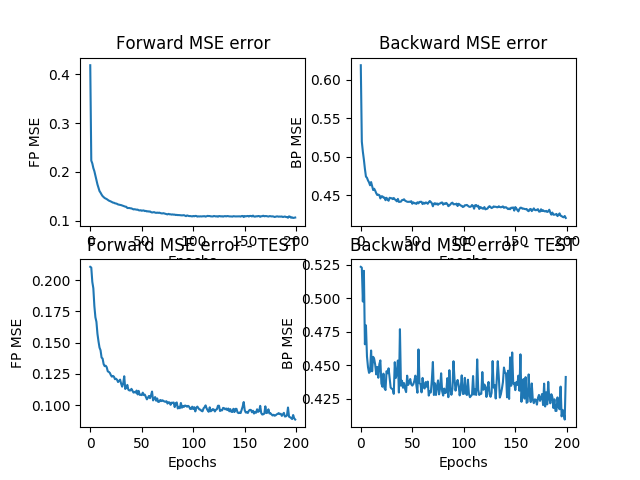 Forward MSE error
Backward MSE error
FP MSE
0.4
0.3
0.2
0.1
BP MSE
0.60
0.55
0.50
0.45
0 50 100 150 200
Epochs
0 50 100 150 200
Epochs
Forward MSE error - TEST
Backward MSE error - TEST
FP MSE
0.200
0.175
0.150
0.125
0.100
BP MSE
0.525
0.500
0.475
0.450
0.425
0 50 100 150 200
Epochs
0 50 100 150 200
Epochs